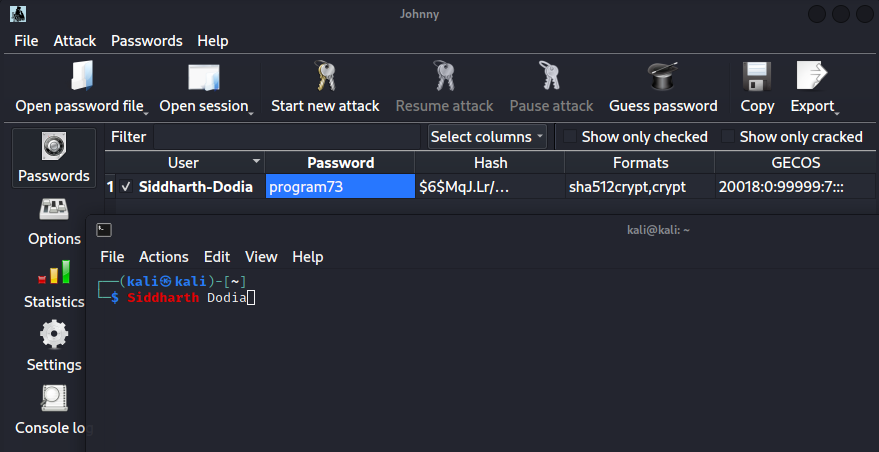 Johnny
File Attack Passwords Help
Open password file Open session Start new attack Resume attack Pause attack Guess password Copy Export
Filter Select columns Show only checked Show only cracked
Passwords
User Password Hash Formats GECOS
1 Siddharth-Dodia program73 $6$MqJ.Lr/... sha512crypt,crypt 20018:0:99999:7:::
Options
Statistics
Settings
Console log
kali@kali: ~
File Actions Edit View Help
┌──(kali㉿kali)-[~]
└─$ Siddharth Dodia